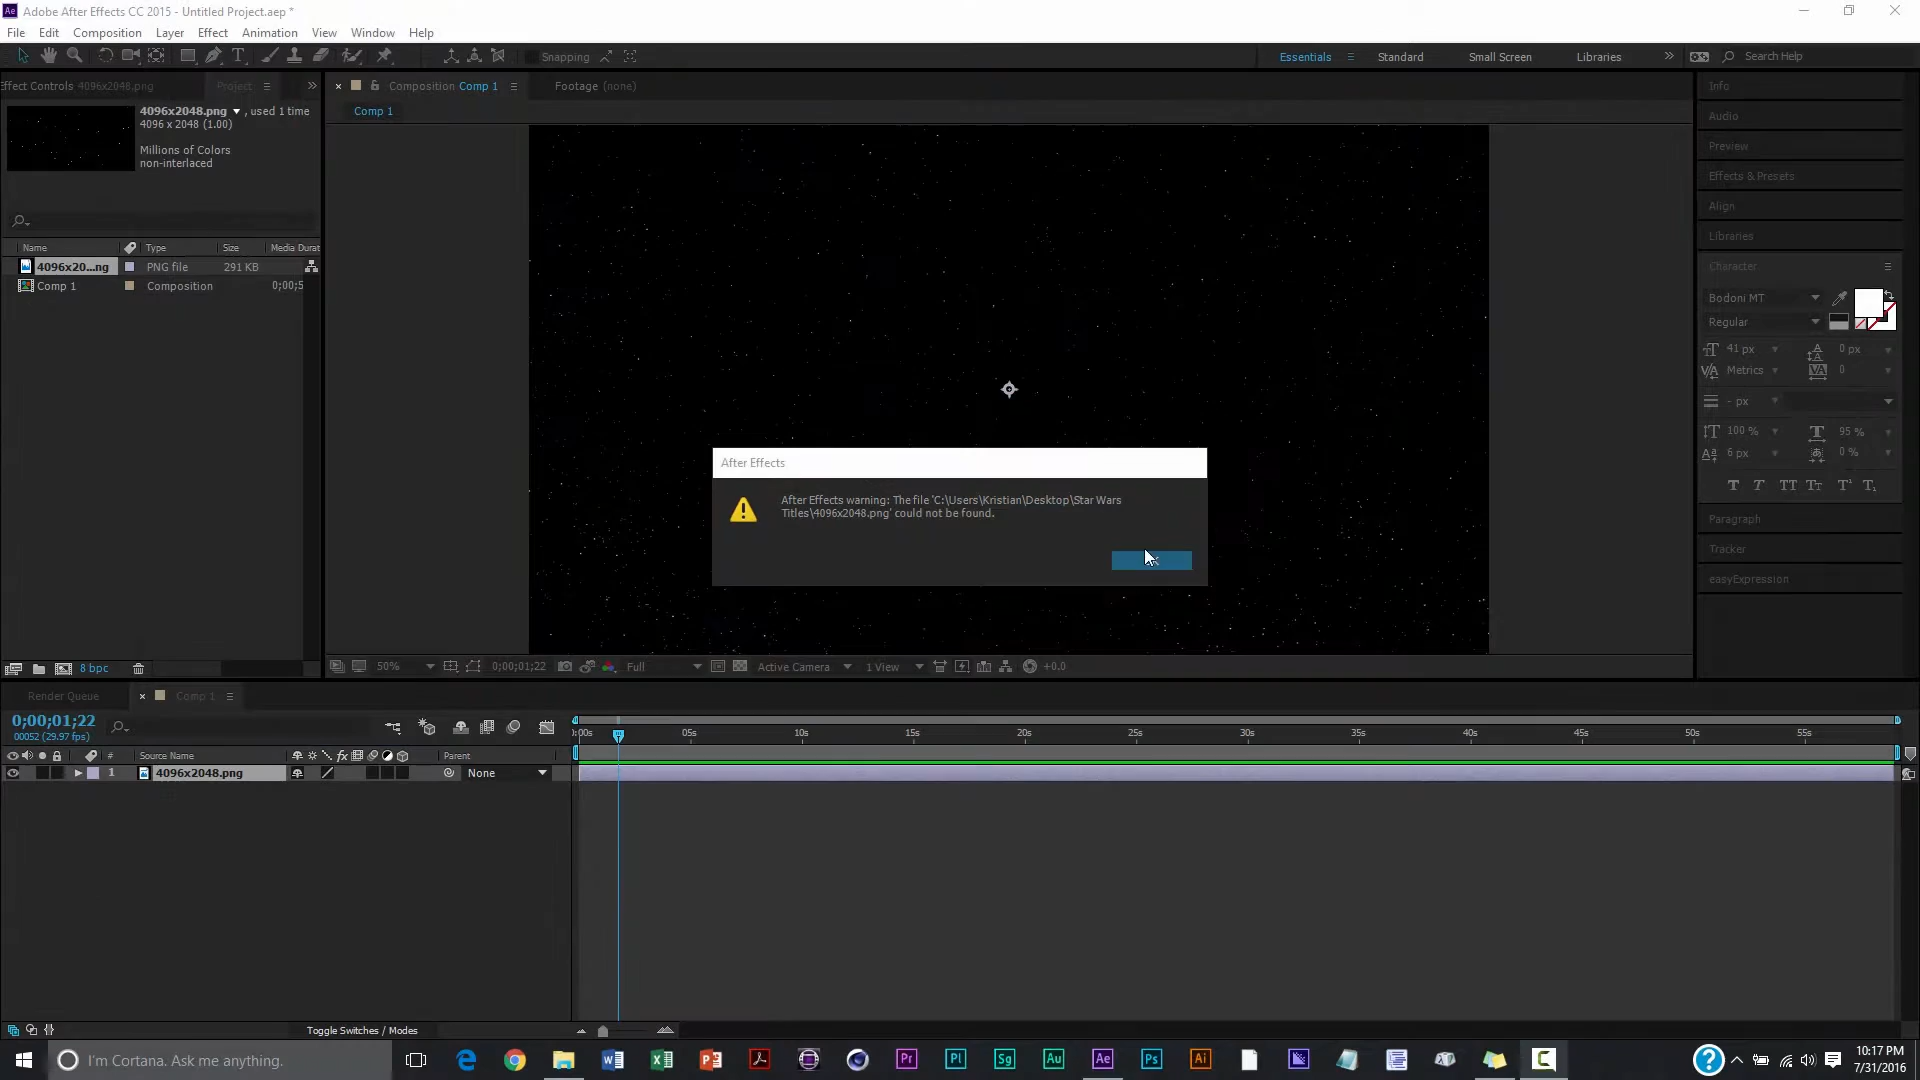 Adobe After Effects CC 2015 - Untitled Project.aep *
File Edit Composition Layer Effect Animation View Window Help
Snapping
Essentials Standard Small Screen Libraries Search Help
Effect Controls 4096x2048.png Project
Composition Comp 1 Footage (none)
Comp 1
4096x2048.png , used 1 time
4096 x 2048 (1.00)
Millions of Colors
non-interlaced
Name Type Size Media Durat
4096x20...ng PNG file 291 KB
Comp 1 Composition 0;00;5
8 bpc
After Effects
After Effects warning: The file 'C:\Users\Kristian\Desktop\Star Wars
Titles\4096x2048.png' could not be found.
50% 0;00;01;22 Full Active Camera 1 View +0.0
Info
Audio
Preview
Effects & Presets
Align
Libraries
Character
Bodoni MT
Regular
41 px 0 px
Metrics 0
- px
100 % 95 %
6 px 0 %
Paragraph
Tracker
easyExpression
Render Queue Comp 1
0;00;01;22
00052 (29.97 fps)
# Source Name Parent
1 4096x2048.png None
):00s 05s 10s 15s 20s 25s 30s 35s 40s 45s 50s 55s
Toggle Switches / Modes
I'm Cortana. Ask me anything.
10:17 PM
7/31/2016